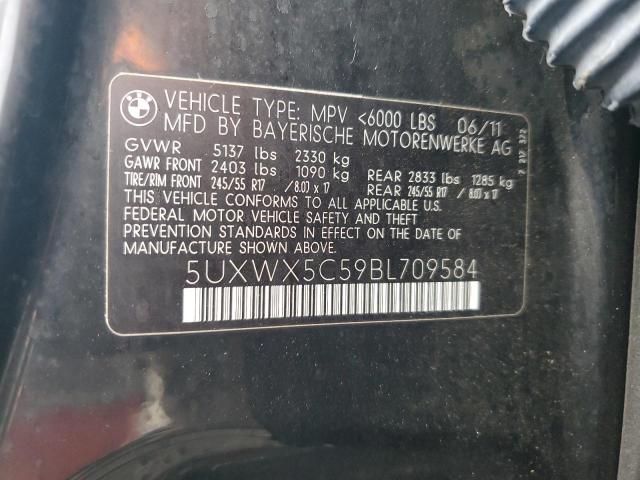 BMW
VEHICLE TYPE: MPV <6000 LBS 06/11
MFD BY BAYERISCHE MOTORENWERKE AG
GVWR 5137 lbs 2330 kg
GAWR FRONT 2403 lbs 1090 kg REAR 2833 lbs 1285 kg
TIRE/RIM FRONT 245/55 R17 / 8.0J x 17 REAR 245/55 R17 / 8.0J x 17
THIS VEHICLE CONFORMS TO ALL APPLICABLE U.S.
FEDERAL MOTOR VEHICLE SAFETY AND THEFT
PREVENTION STANDARDS IN EFFECT ON THE DATE OF
MANUFACTURE SHOWN ABOVE.
5UXWX5C59BL709584